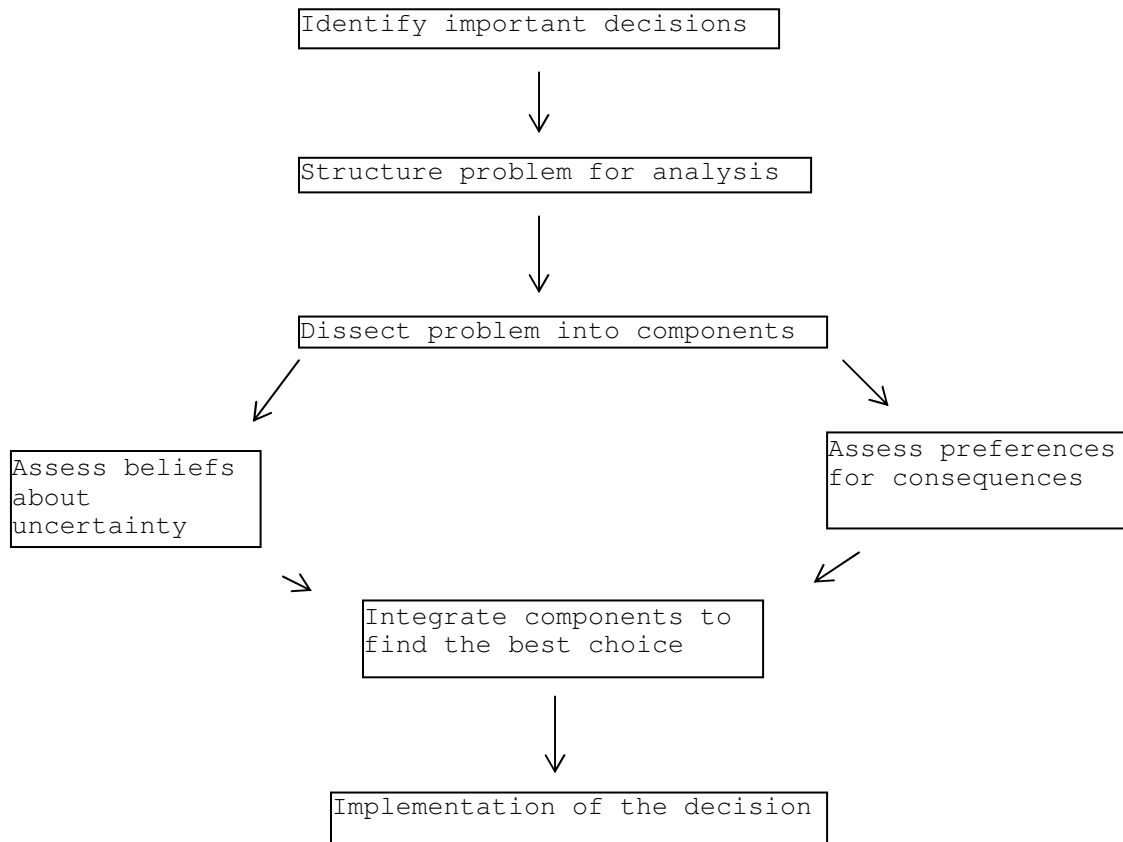 Identify important decisions
Structure problem for analysis
Dissect problem into components
Assess beliefs
about
uncertainty
Assess preferences
for consequences
Integrate components to
find the best choice
Implementation of the decision